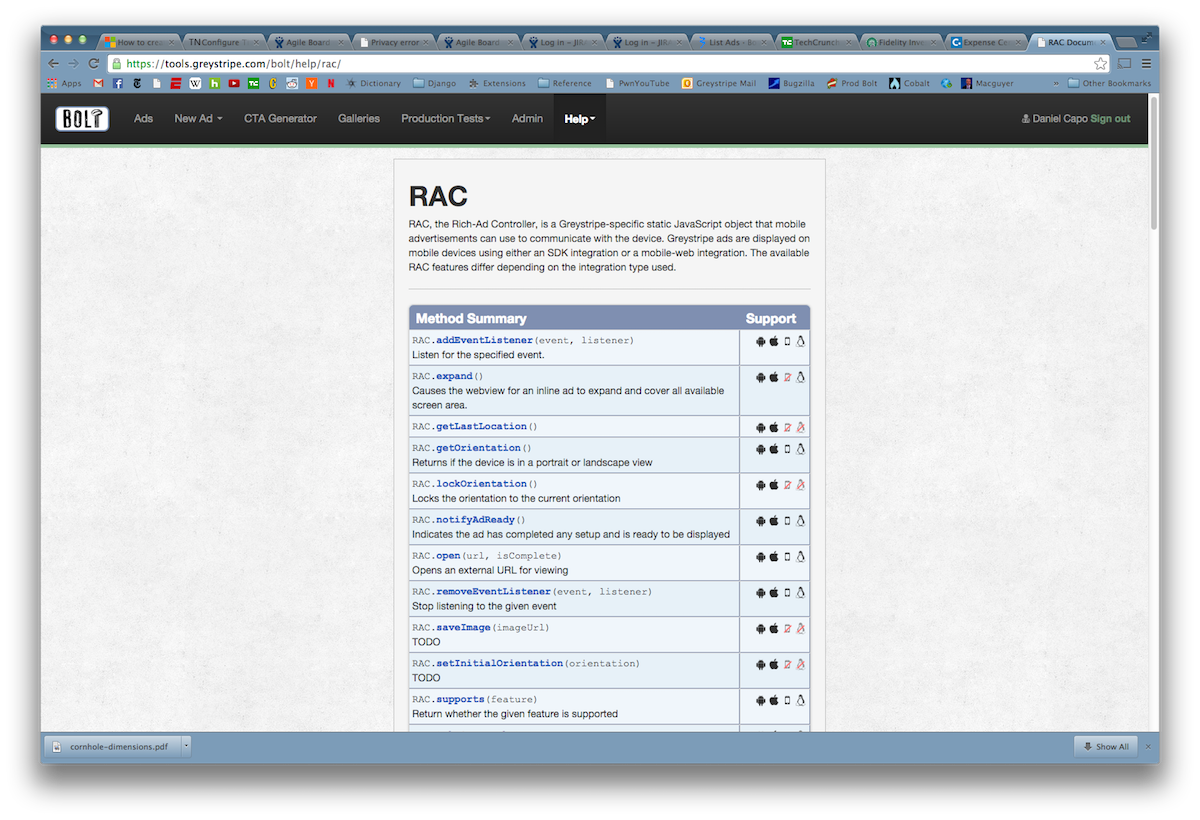 How to cre
TN Configure T
Agile Board
Privacy error
Agile Board
Log in – JIRA
Log in – JIRA
List Ads - B
TechCrunch
Fidelity Inve
Expense Ce
RAC Docum
https://tools.greystripe.com/bolt/help/rac/
Apps
Dictionary
Django
Extensions
Reference
PwnYouTube
Greystripe Mail
Bugzilla
Prod Bolt
Cobalt
Macguyer
»
Other Bookmarks
BOLT
Ads
New Ad
CTA Generator
Galleries
Production Tests
Admin
Help
Daniel Capo Sign out
RAC
RAC, the Rich-Ad Controller, is a Greystripe-specific static JavaScript object that mobile
advertisements can use to communicate with the device. Greystripe ads are displayed on
mobile devices using either an SDK integration or a mobile-web integration. The available
RAC features differ depending on the integration type used.
Method Summary
Support
RAC.addEventListener(event, listener)
Listen for the specified event.
RAC.expand()
Causes the webview for an inline ad to expand and cover all available
screen area.
RAC.getLastLocation()
RAC.getOrientation()
Returns if the device is in a portrait or landscape view
RAC.lockOrientation()
Locks the orientation to the current orientation
RAC.notifyAdReady()
Indicates the ad has completed any setup and is ready to be displayed
RAC.open(url, isComplete)
Opens an external URL for viewing
RAC.removeEventListener(event, listener)
Stop listening to the given event
RAC.saveImage(imageUrl)
TODO
RAC.setInitialOrientation(orientation)
TODO
RAC.supports(feature)
Return whether the given feature is supported
cornhole-dimensions.pdf
Show All